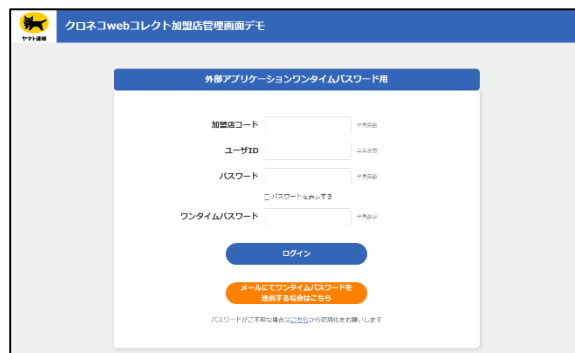 ヤマト運輸
クロネコwebコレクト加盟店管理画面デモ
外部アプリケーションワンタイムパスワード用
加盟店コード
半角英数
ユーザID
半角英数
パスワード
半角英数
パスワードを表示する
ワンタイムパスワード
半角数字
ログイン
メールにてワンタイムパスワードを
送信する場合はこちら
パスワードがご不明な場合はこちらから初期化をお願いします